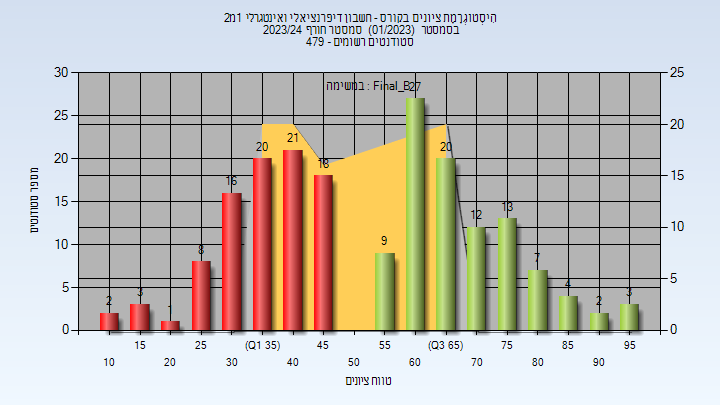 הִיסְטוֹגְרָמַת ציונים בקורס - חשבון דיפרנציאלי ואינטגרלי 1מ2
בסמסטר (01/2023) סמסטר חורף 2023/24
סטודנטים רשומים - 479
במשימה : Final_B
מספר סטודנטים
30 25 20 15 10 5 0
25 20 15 10 5 0
2 3 1 8 16 20 21 18 9 27 20 12 13 7 4 2 3
15 25 (Q1 35) 45 55 (Q3 65) 75 85 95
10 20 30 40 50 60 70 80 90
טווח ציונים